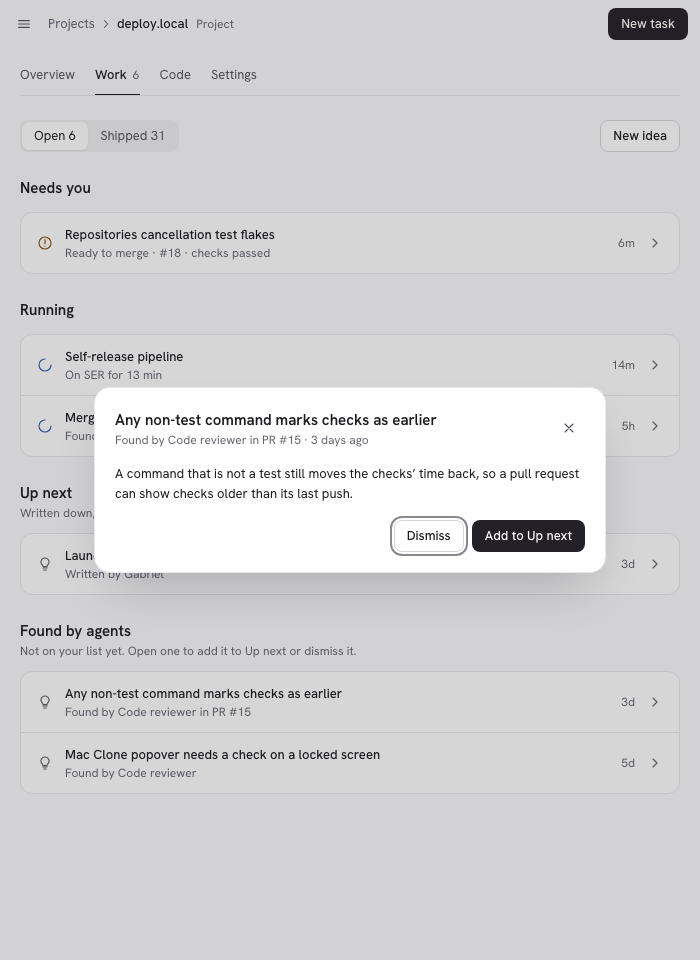 Projects
deploy.local Project
New task
Overview
Work 6
Code
Settings
Open 6
Shipped 31
New idea
Needs you
Repositories cancellation test flakes
Ready to merge · #18 · checks passed
6m
Running
Self-release pipeline
On SER for 13 min
14m
Merg
Found
5h
Any non-test command marks checks as earlier
Found by Code reviewer in PR #15 · 3 days ago
A command that is not a test still moves the checks’ time back, so a pull request
can show checks older than its last push.
Dismiss
Add to Up next
Up next
Written down,
Laun
Written by Gabriel
3d
Found by agents
Not on your list yet. Open one to add it to Up next or dismiss it.
Any non-test command marks checks as earlier
Found by Code reviewer in PR #15
3d
Mac Clone popover needs a check on a locked screen
Found by Code reviewer
5d